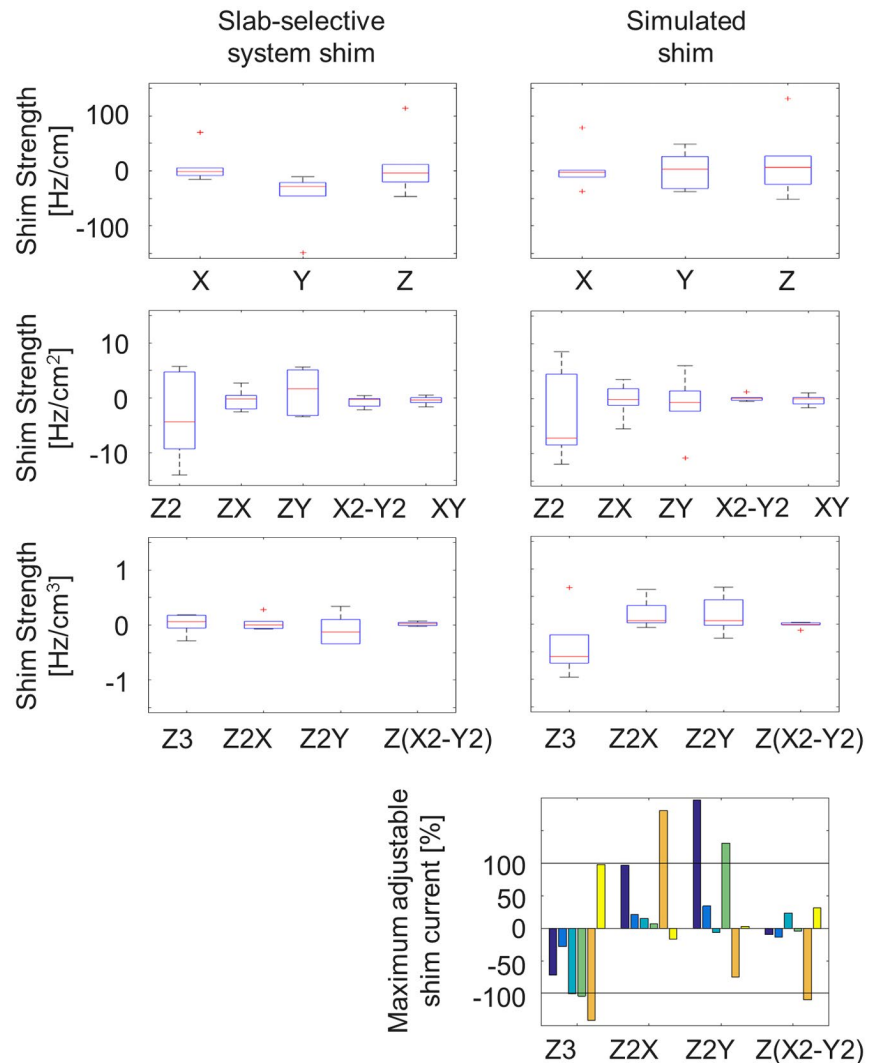 Slab-selective
system shim
Simulated
shim
Shim Strength
[Hz/cm]
100
0
-100
X Y Z
X Y Z
Shim Strength
[Hz/cm²]
10
0
-10
Z2 ZX ZY X2-Y2 XY
Z2 ZX ZY X2-Y2 XY
Shim Strength
[Hz/cm³]
1
0
-1
Z3 Z2X Z2Y Z(X2-Y2)
Z3 Z2X Z2Y Z(X2-Y2)
Maximum adjustable
shim current [%]
100
50
0
-50
-100
Z3 Z2X Z2Y Z(X2-Y2)